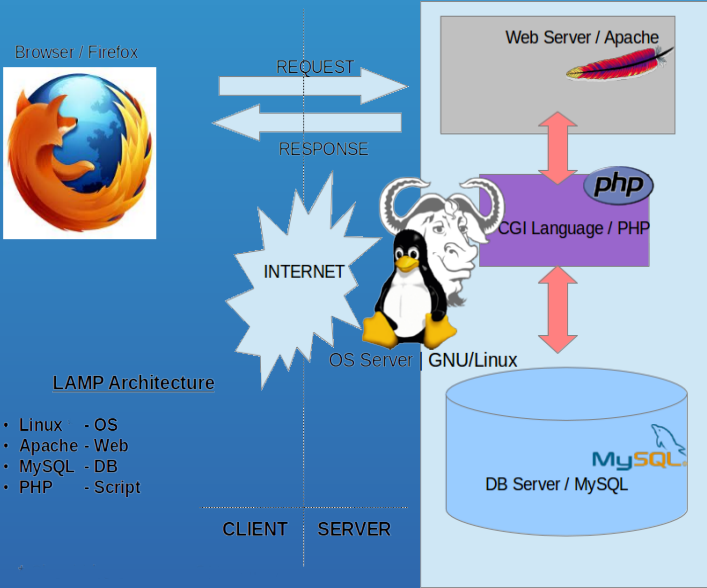 Browser / Firefox
REQUEST
RESPONSE
Web Server / Apache
php
CGI Language / PHP
INTERNET
OS Server | GNU/Linux
LAMP Architecture
• Linux - OS
• Apache - Web
• MySQL - DB
• PHP - Script
MySQL
DB Server / MySQL
CLIENT
SERVER